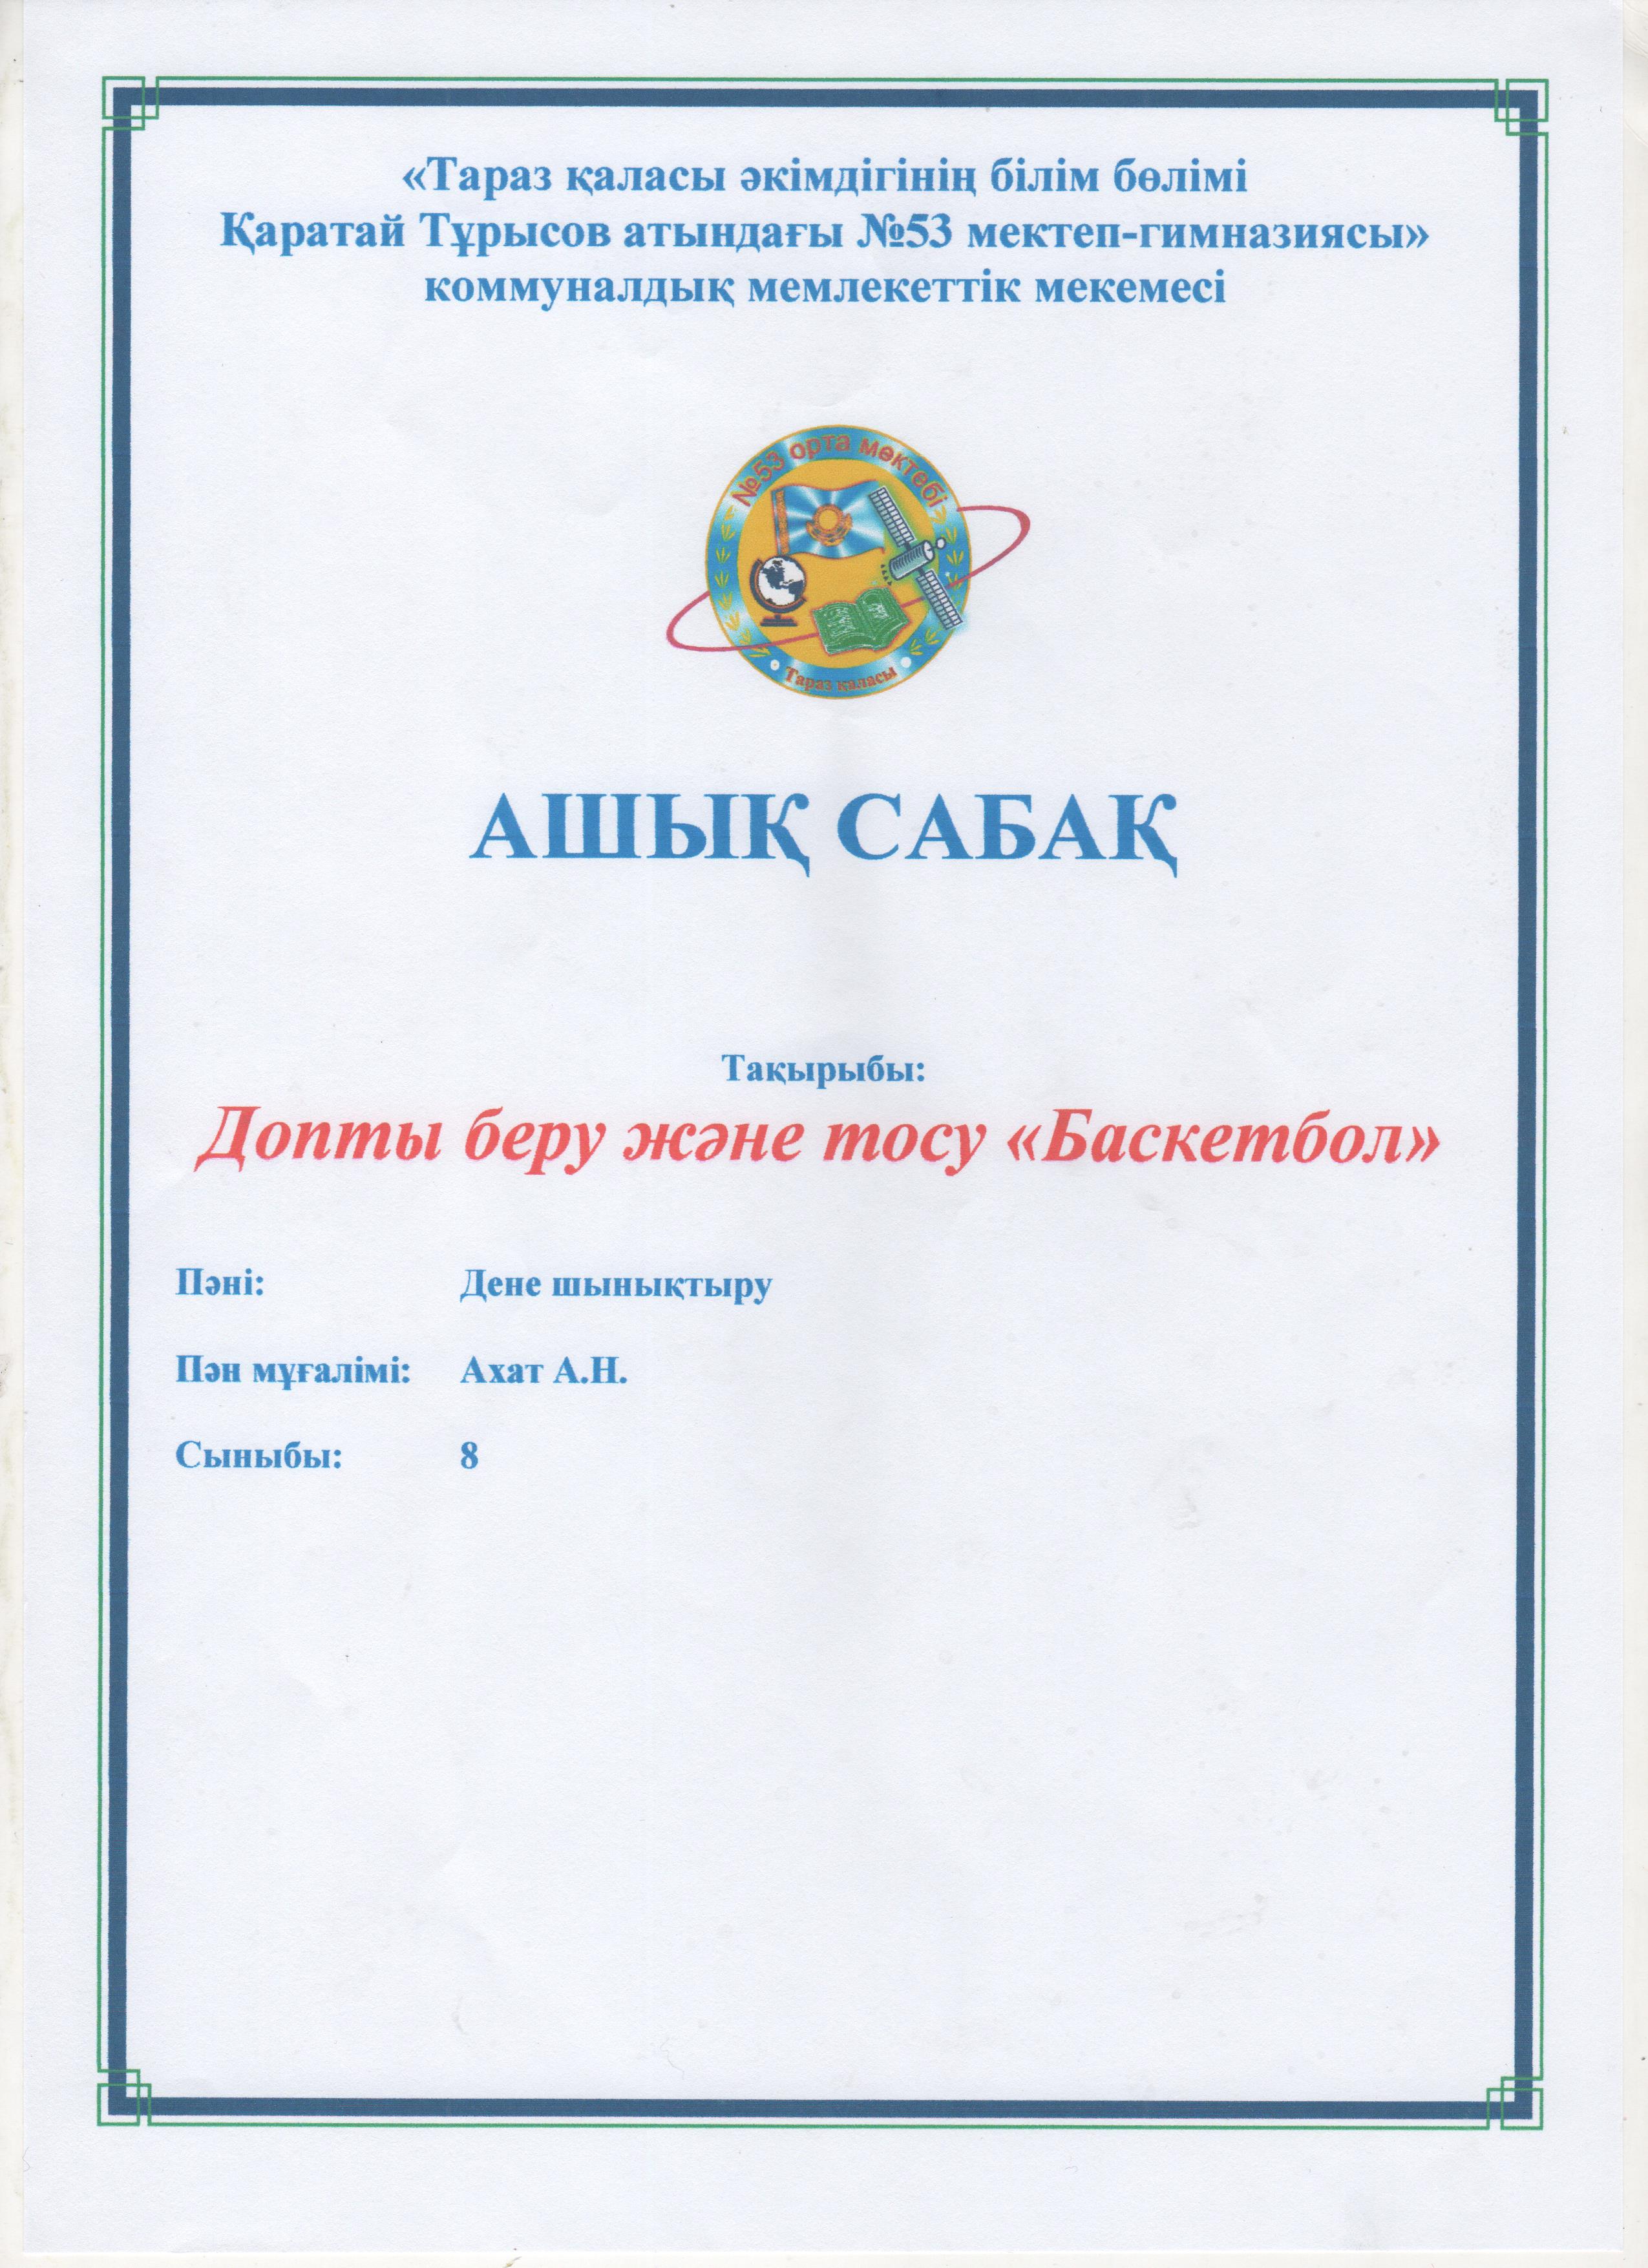 «Тараз қаласы әкімдігінің білім бөлімі
Қаратай Тұрысов атындағы №53 мектеп-гимназиясы»
коммуналдық мемлекеттік мекемесі
№53 орта мектебі
Тараз қаласы
АШЫҚ САБАҚ
Тақырыбы:
Допты беру және тосу «Баскетбол»
Пәні: Дене шынықтыру
Пән мұғалімі: Ахат А.Н.
Сыныбы: 8